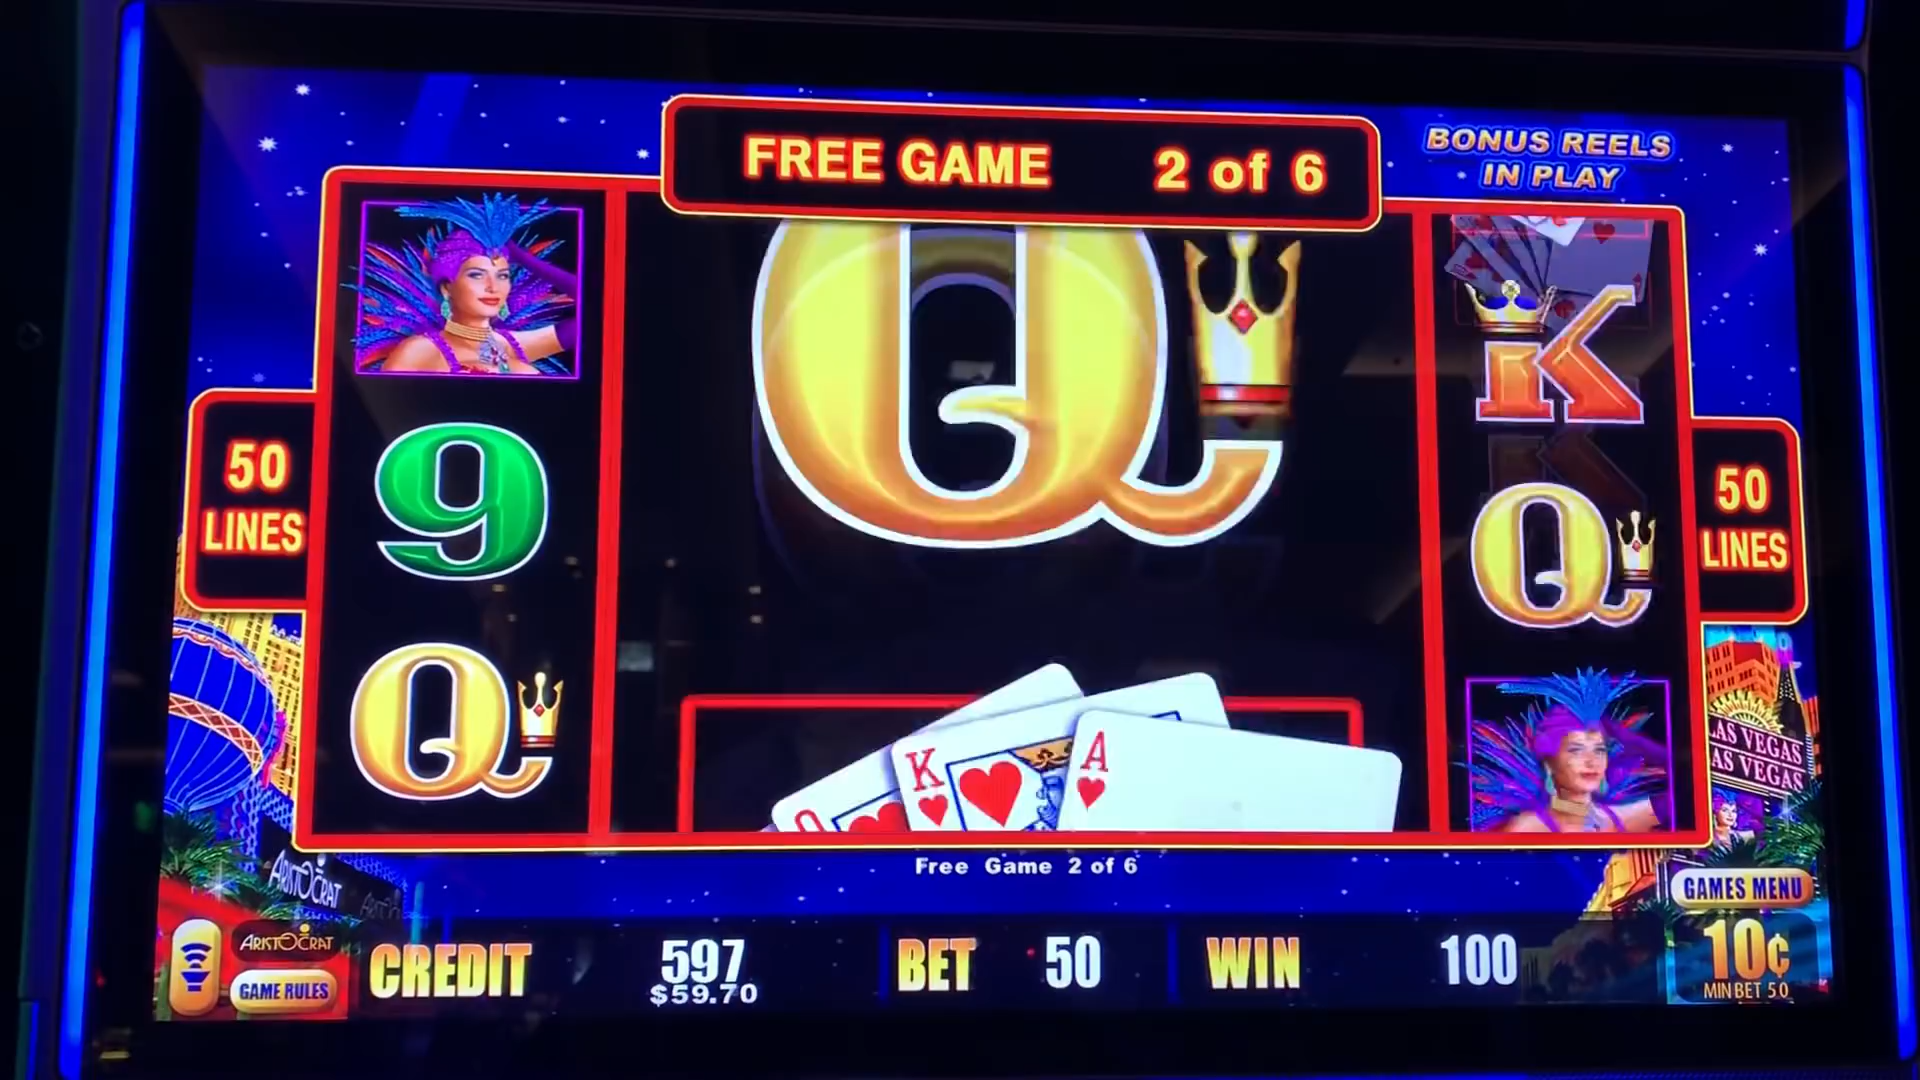 FREE GAME 2 of 6
BONUS REELS
IN PLAY
Q
K
9
Q
Q
50
LINES
50
LINES
K
A
LAS VEGAS
LAS VEGAS
Free Game 2 of 6
ARISTOCRAT
GAMES MENU
ARISTOCRAT
GAME RULES
CREDIT
597
$59.70
BET
50
WIN
100
10¢
MIN BET 50